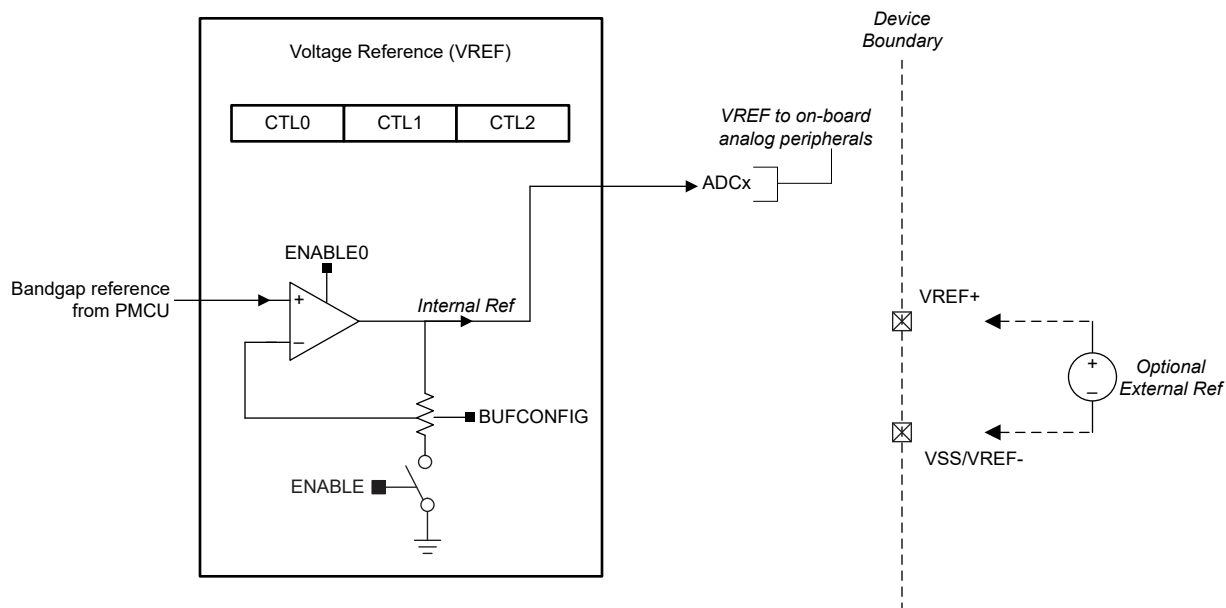 Device
Boundary
Voltage Reference (VREF)
CTL0 CTL1 CTL2
VREF to on-board
analog peripherals
ADCx
ENABLE0
Bandgap reference
from PMCU
+
–
Internal Ref
BUFCONFIG
ENABLE
VREF+
+
–
Optional
External Ref
VSS/VREF-